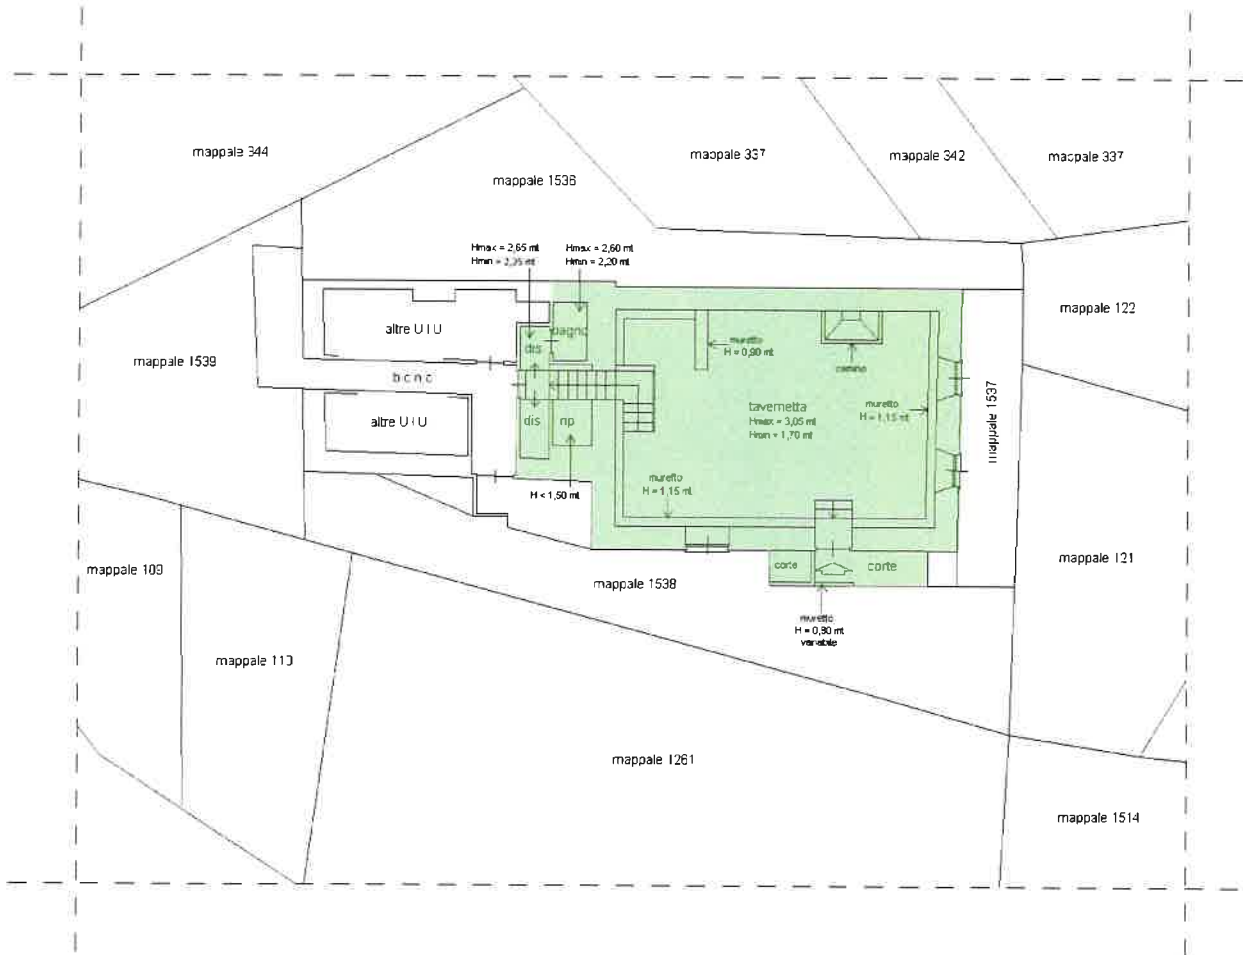 mappale 344
mappale 337
mappale 342
mappale 337
mappale 1536
Hmax = 2,65 mt
Hmin = 2,35 mt
Hmax = 2,60 mt
Hmin = 2,20 mt
mappale 122
altre U I U
bagno
dis
muretto
H = 0,90 mt
camino
mappale 1539
b c n c
mappale 1537
tavernetta
Hmax = 3,05 mt
Hmin = 1,70 mt
muretto
H = 1,15 mt
altre U I U
dis
rip
muretto
H = 1,15 mt
H < 1,50 mt
mappale 109
mappale 1538
corte
corte
mappale 121
muretto
H = 0,80 mt
variabile
mappale 113
mappale 1261
mappale 1514